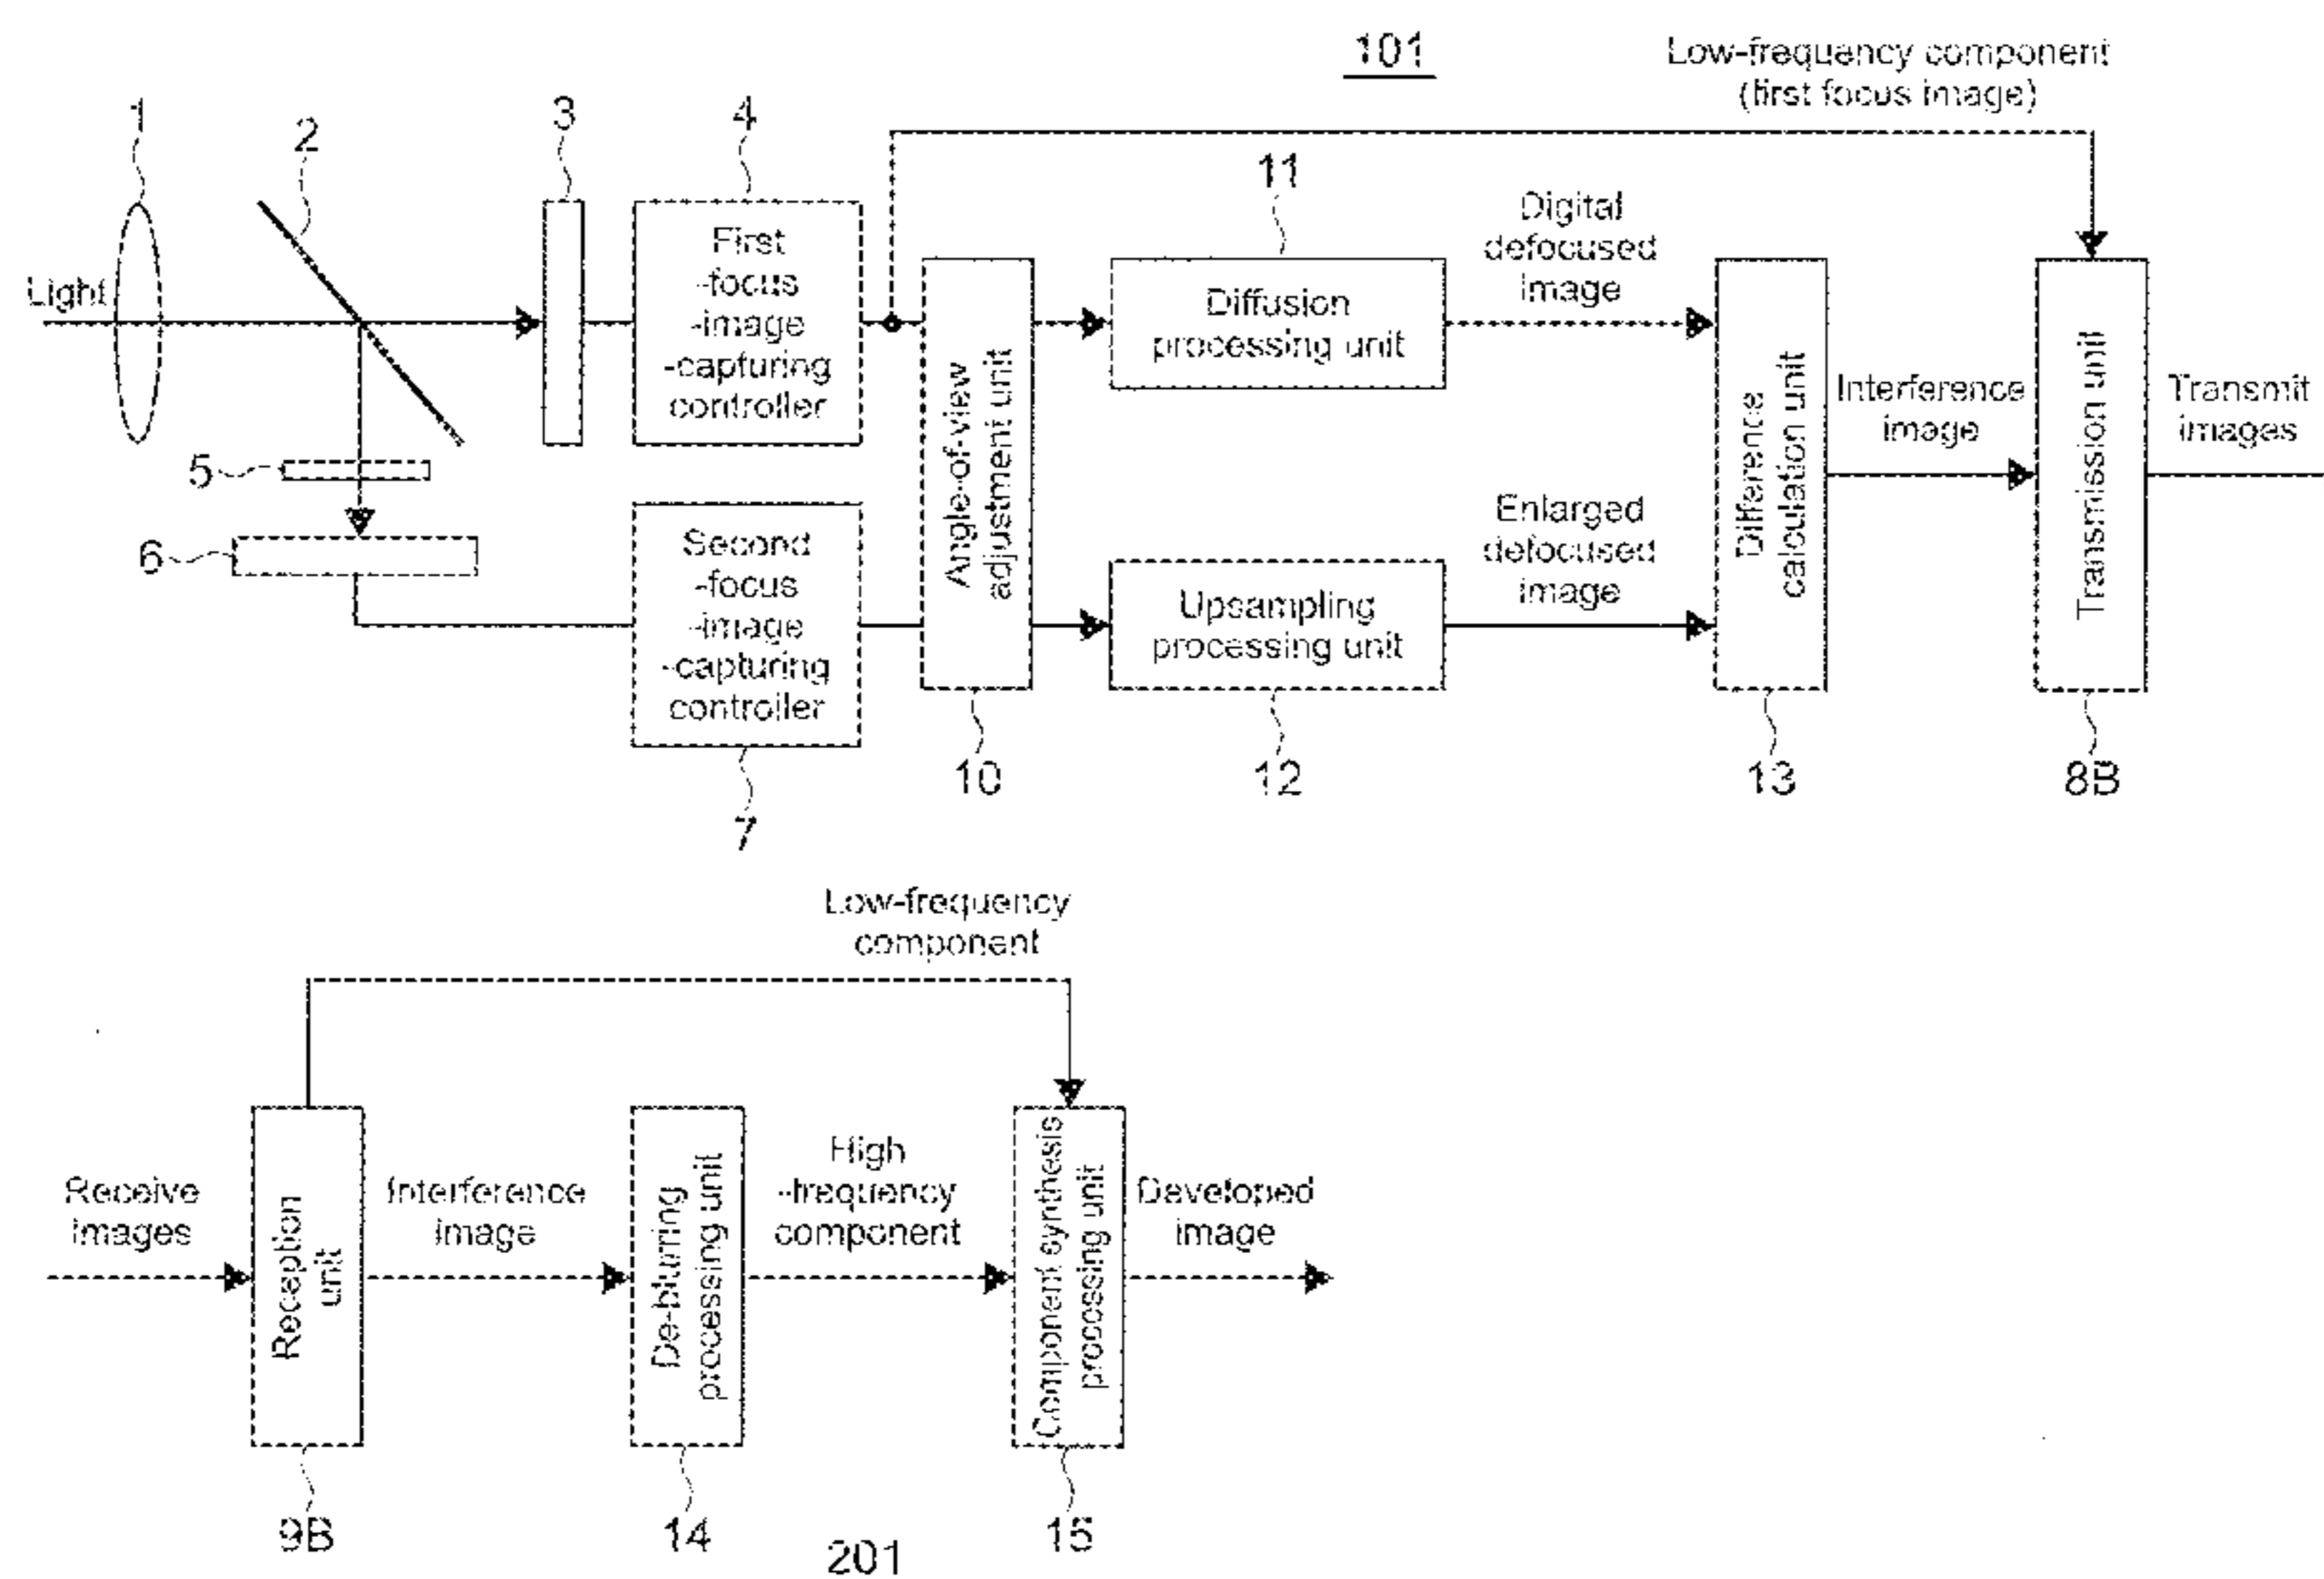 101
Low-frequency component
(first focus image)
1
2
3
4
11
Light
First
-focus
-image
-capturing
controller
Angle-of-view
adjustment unit
Diffusion
processing unit
Digital
defocused
image
Difference
calculation unit
Interference
image
Transmission unit
Transmit
images
5
6
Second
-focus
-image
-capturing
controller
Upsampling
processing unit
Enlarged
defocused
image
7
10
12
13
8B
Low-frequency
component
Receive
images
Reception
unit
Interference
image
De-blurring
processing unit
High
-frequency
component
Component synthesis
processing unit
Developed
image
9B
14
15
201